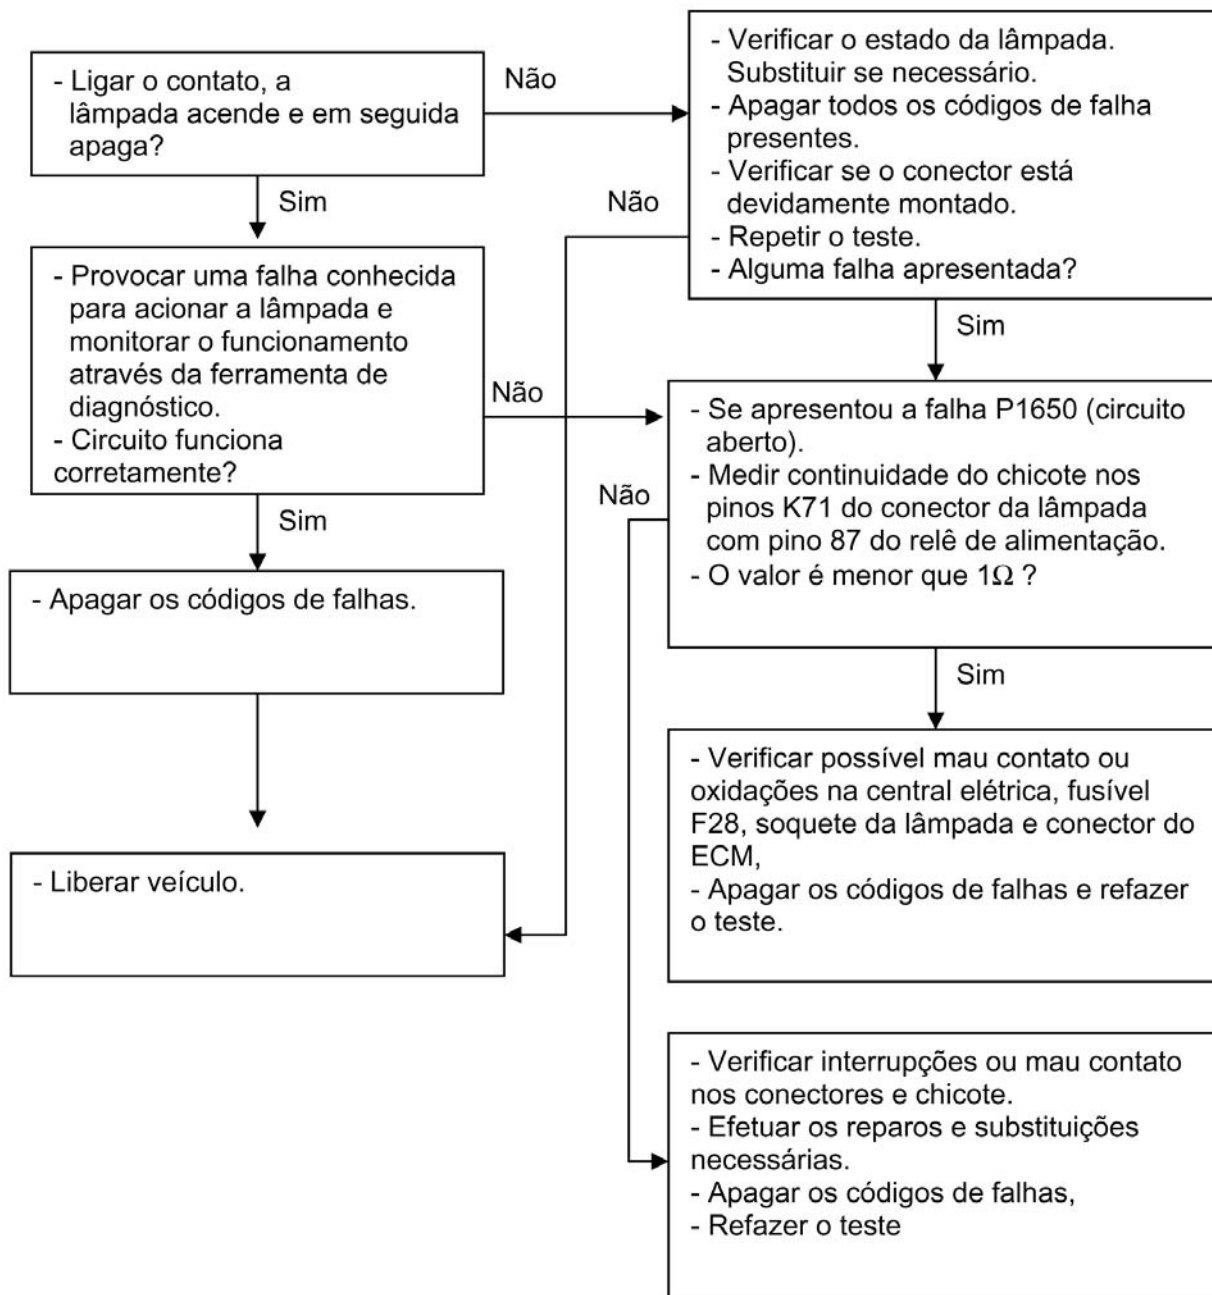 - Ligar o contato, a
lâmpada acende e em seguida
apaga?
Não
- Verificar o estado da lâmpada.
Substituir se necessário.
- Apagar todos os códigos de falha
presentes.
- Verificar se o conector está
devidamente montado.
- Repetir o teste.
- Alguma falha apresentada?
Sim
Não
Sim
- Provocar uma falha conhecida
para acionar a lâmpada e
monitorar o funcionamento
através da ferramenta de
diagnóstico.
- Circuito funciona
corretamente?
Não
- Se apresentou a falha P1650 (circuito
aberto).
- Medir continuidade do chicote nos
pinos K71 do conector da lâmpada
com pino 87 do relê de alimentação.
- O valor é menor que 1Ω ?
Não
Sim
Sim
- Apagar os códigos de falhas.
- Verificar possível mau contato ou
oxidações na central elétrica, fusível
F28, soquete da lâmpada e conector do
ECM,
- Apagar os códigos de falhas e refazer
o teste.
- Liberar veículo.
- Verificar interrupções ou mau contato
nos conectores e chicote.
- Efetuar os reparos e substituições
necessárias.
- Apagar os códigos de falhas,
- Refazer o teste